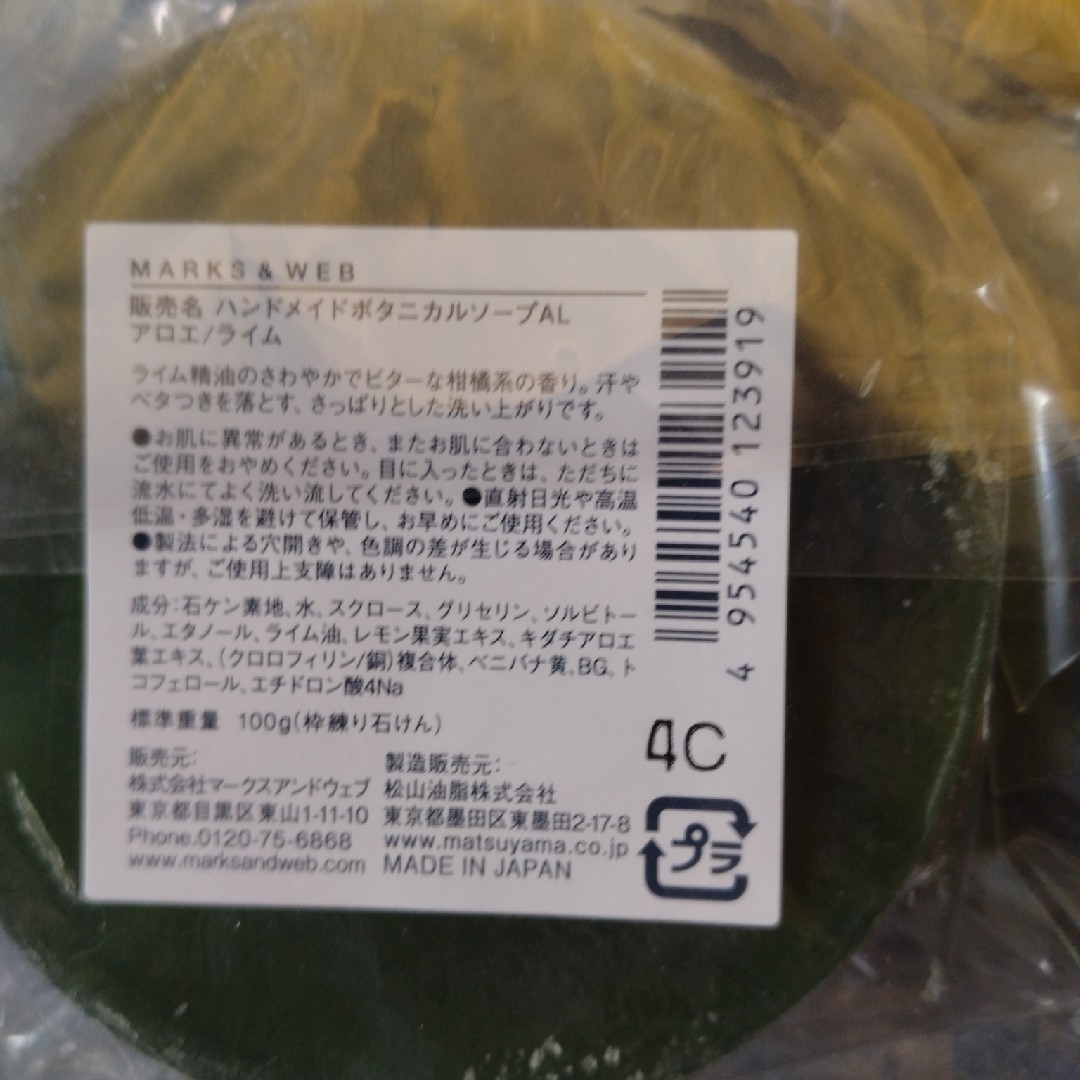 MARKS & WEB
販売名 ハンドメイドボタニカルソープAL
アロエ/ライム
ライム精油のさわやかでビターな柑橘系の香り。汗や
ベタつきを落とす、さっぱりとした洗い上がりです。
●お肌に異常があるとき、またお肌に合わないときは
ご使用をおやめください。目に入ったときは、ただちに
流水にてよく洗い流してください。●直射日光や高温
低温・多湿を避けて保管し、お早めにご使用ください。
●製法による穴開きや、色調の差が生じる場合があり
ますが、ご使用上支障はありません。
成分:石ケン素地、水、スクロース、グリセリン、ソルビトー
ル、エタノール、ライム油、レモン果実エキス、キダチアロエ
葉エキス、(クロロフィリン/銅)複合体、ベニバナ黄、BG、ト
コフェロール、エチドロン酸4Na
標準重量 100g(枠練り石けん)
販売元:
株式会社マークスアンドウェブ
東京都目黒区東山1-11-10
Phone.0120-75-6868
www.marksandweb.com
製造販売元:
松山油脂株式会社
東京都墨田区東墨田2-17-8
www.matsuyama.co.jp
MADE IN JAPAN
4 954540 123919
4C
プラ